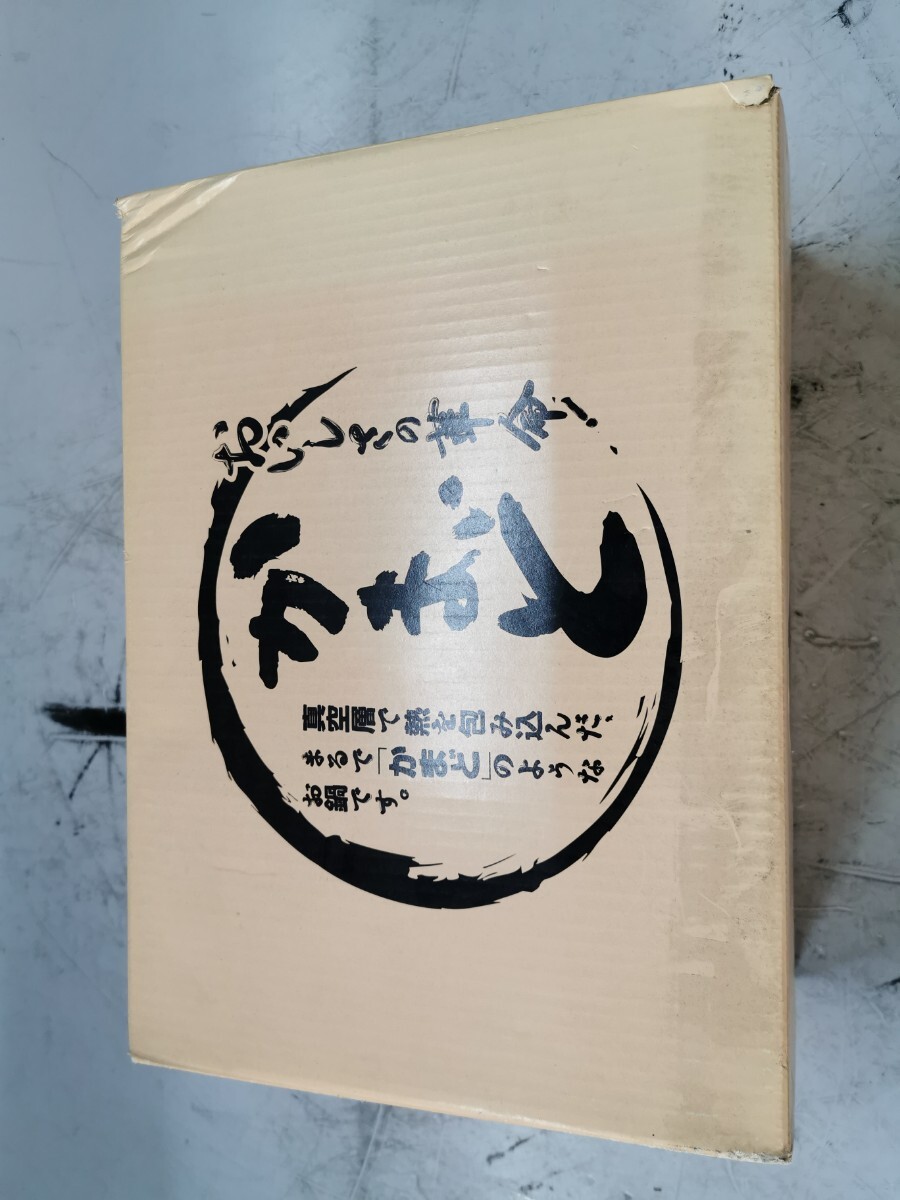 おいしさの革命!
かまど
真空層で熱を包み込んだ、
まるで「かまど」のような
お鍋です。